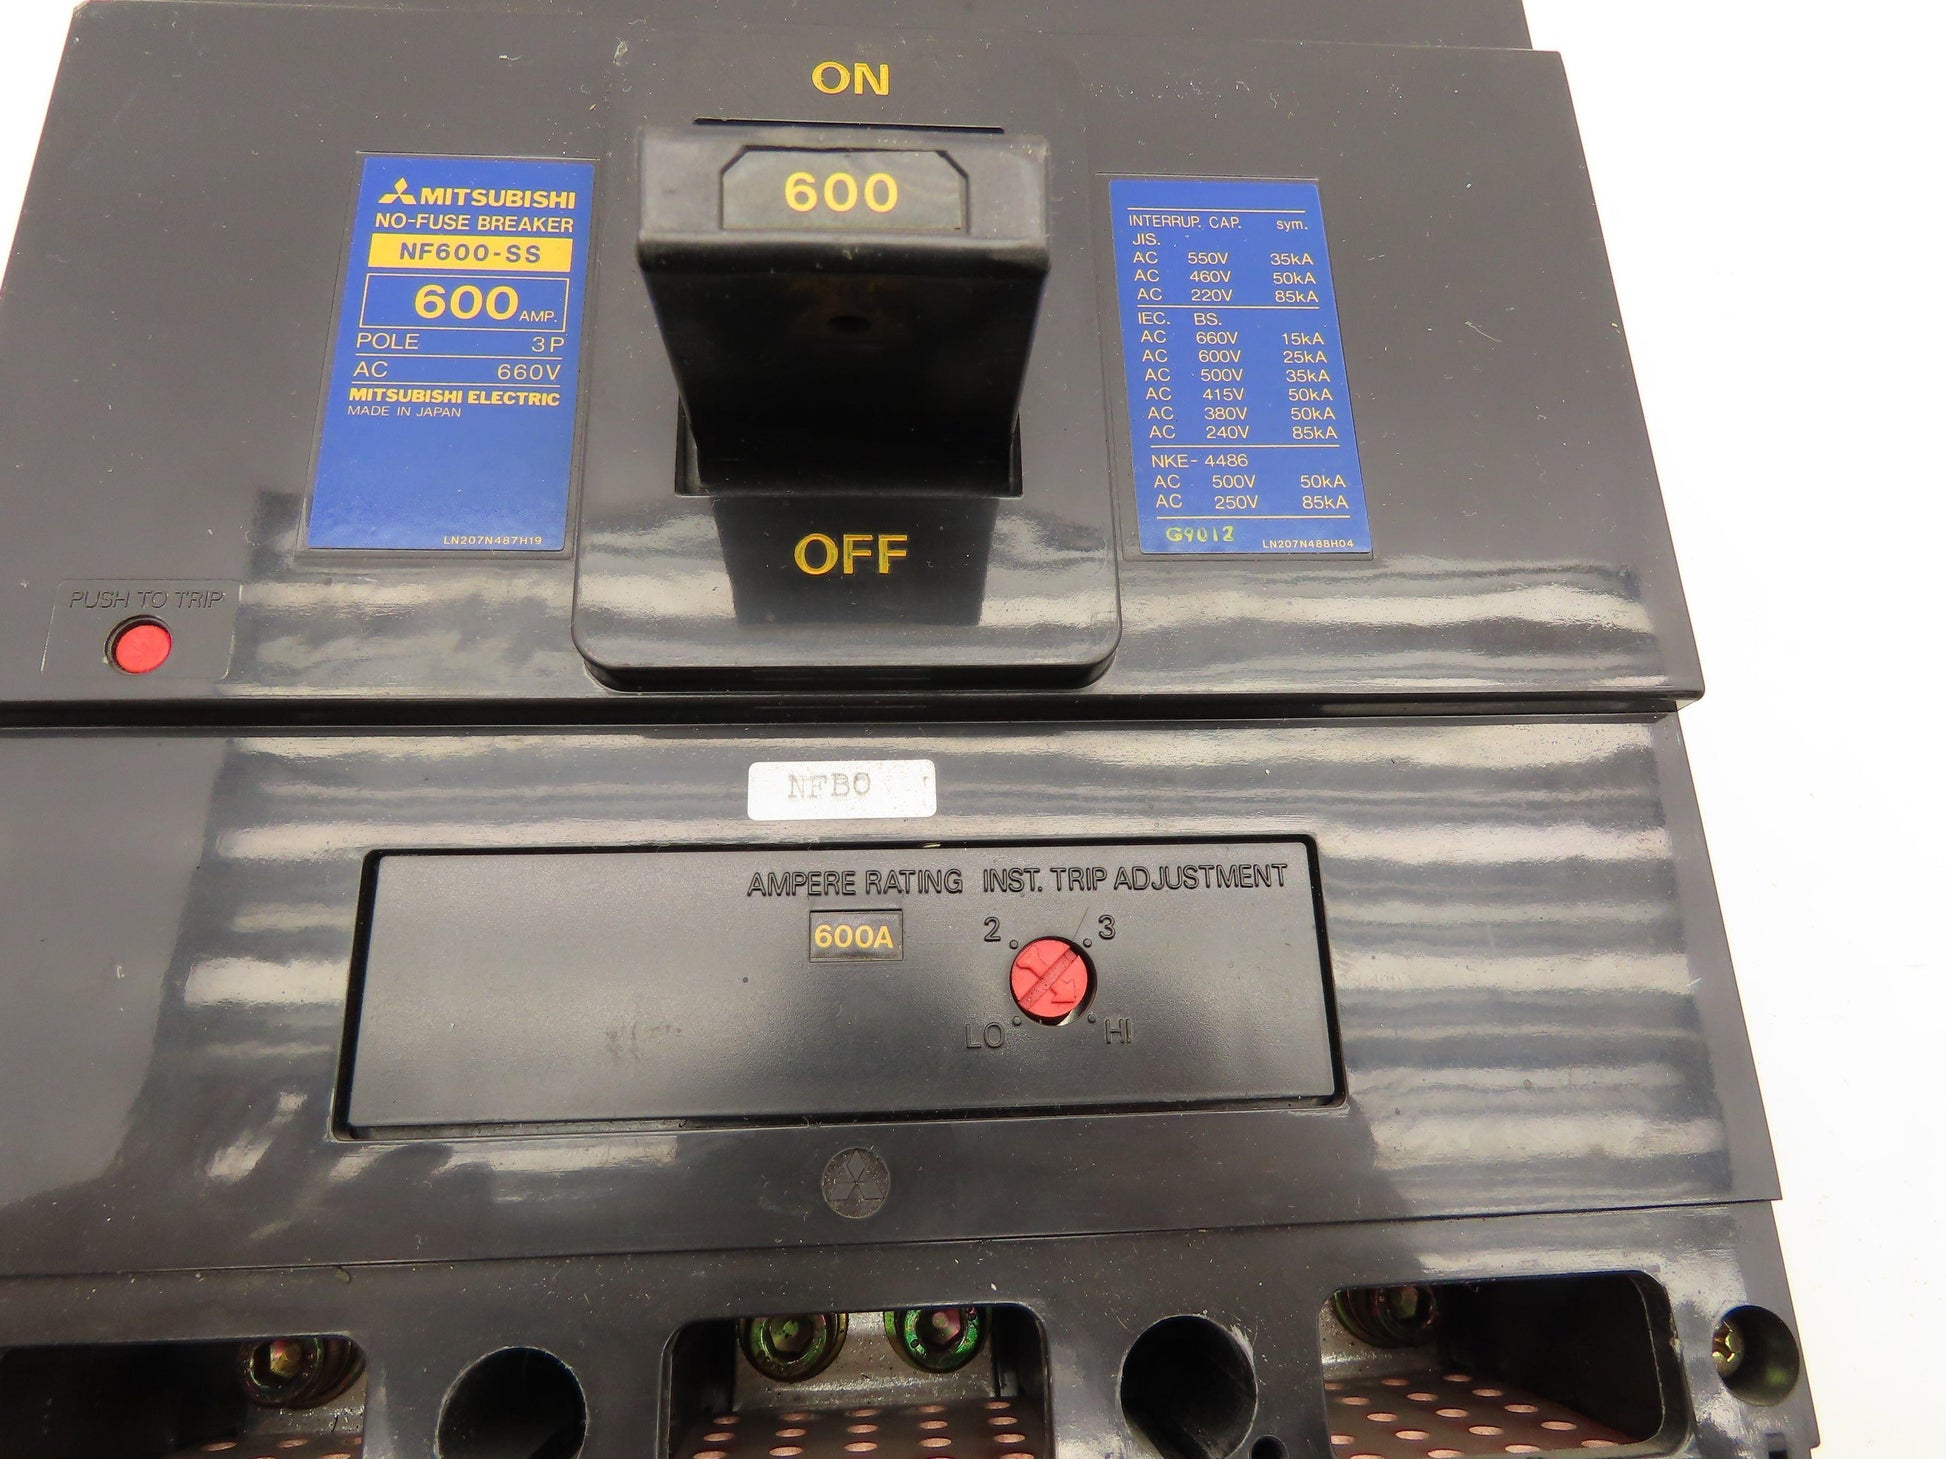 ON
600
MITSUBISHI
NO-FUSE BREAKER
NF600-SS
600 AMP.
POLE 3P
AC 660V
MITSUBISHI ELECTRIC
MADE IN JAPAN
LN207N487H19
INTERRUP. CAP. sym.
JIS.
AC 550V 35kA
AC 460V 50kA
AC 220V 85kA
IEC. BS.
AC 660V 15kA
AC 600V 25kA
AC 500V 35kA
AC 415V 50kA
AC 380V 50kA
AC 240V 85kA
NKE-4486
AC 500V 50kA
AC 250V 85kA
G9012 LN207N488H04
OFF
PUSH TO TRIP
NFB0
AMPERE RATING INST. TRIP ADJUSTMENT
600A
2 3
LO HI